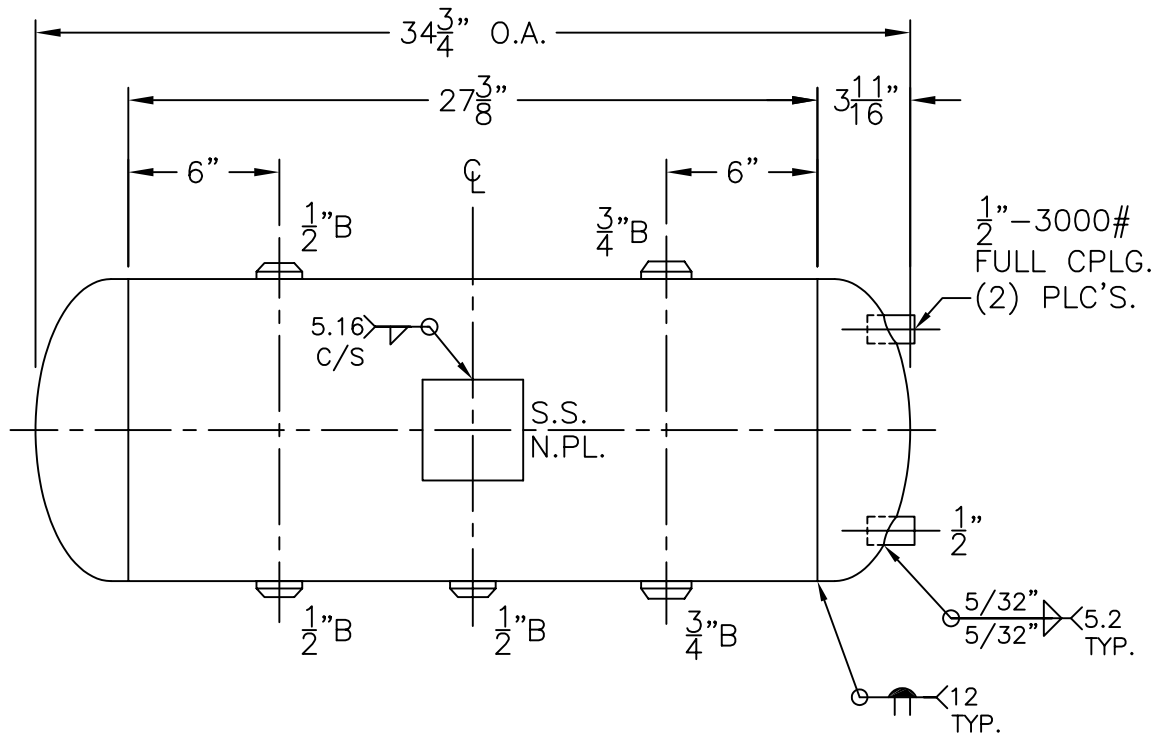 34 3/4" O.A.
27 3/8"
3 11/16"
6"
℄
6"
1/2"B
3/4"B
1/2"-3000#
FULL CPLG.
(2) PLC'S.
5.16
C/S
S.S.
N.PL.
1/2"
1/2"B
1/2"B
3/4"B
5/32"
5/32"
5.2
TYP.
12
TYP.